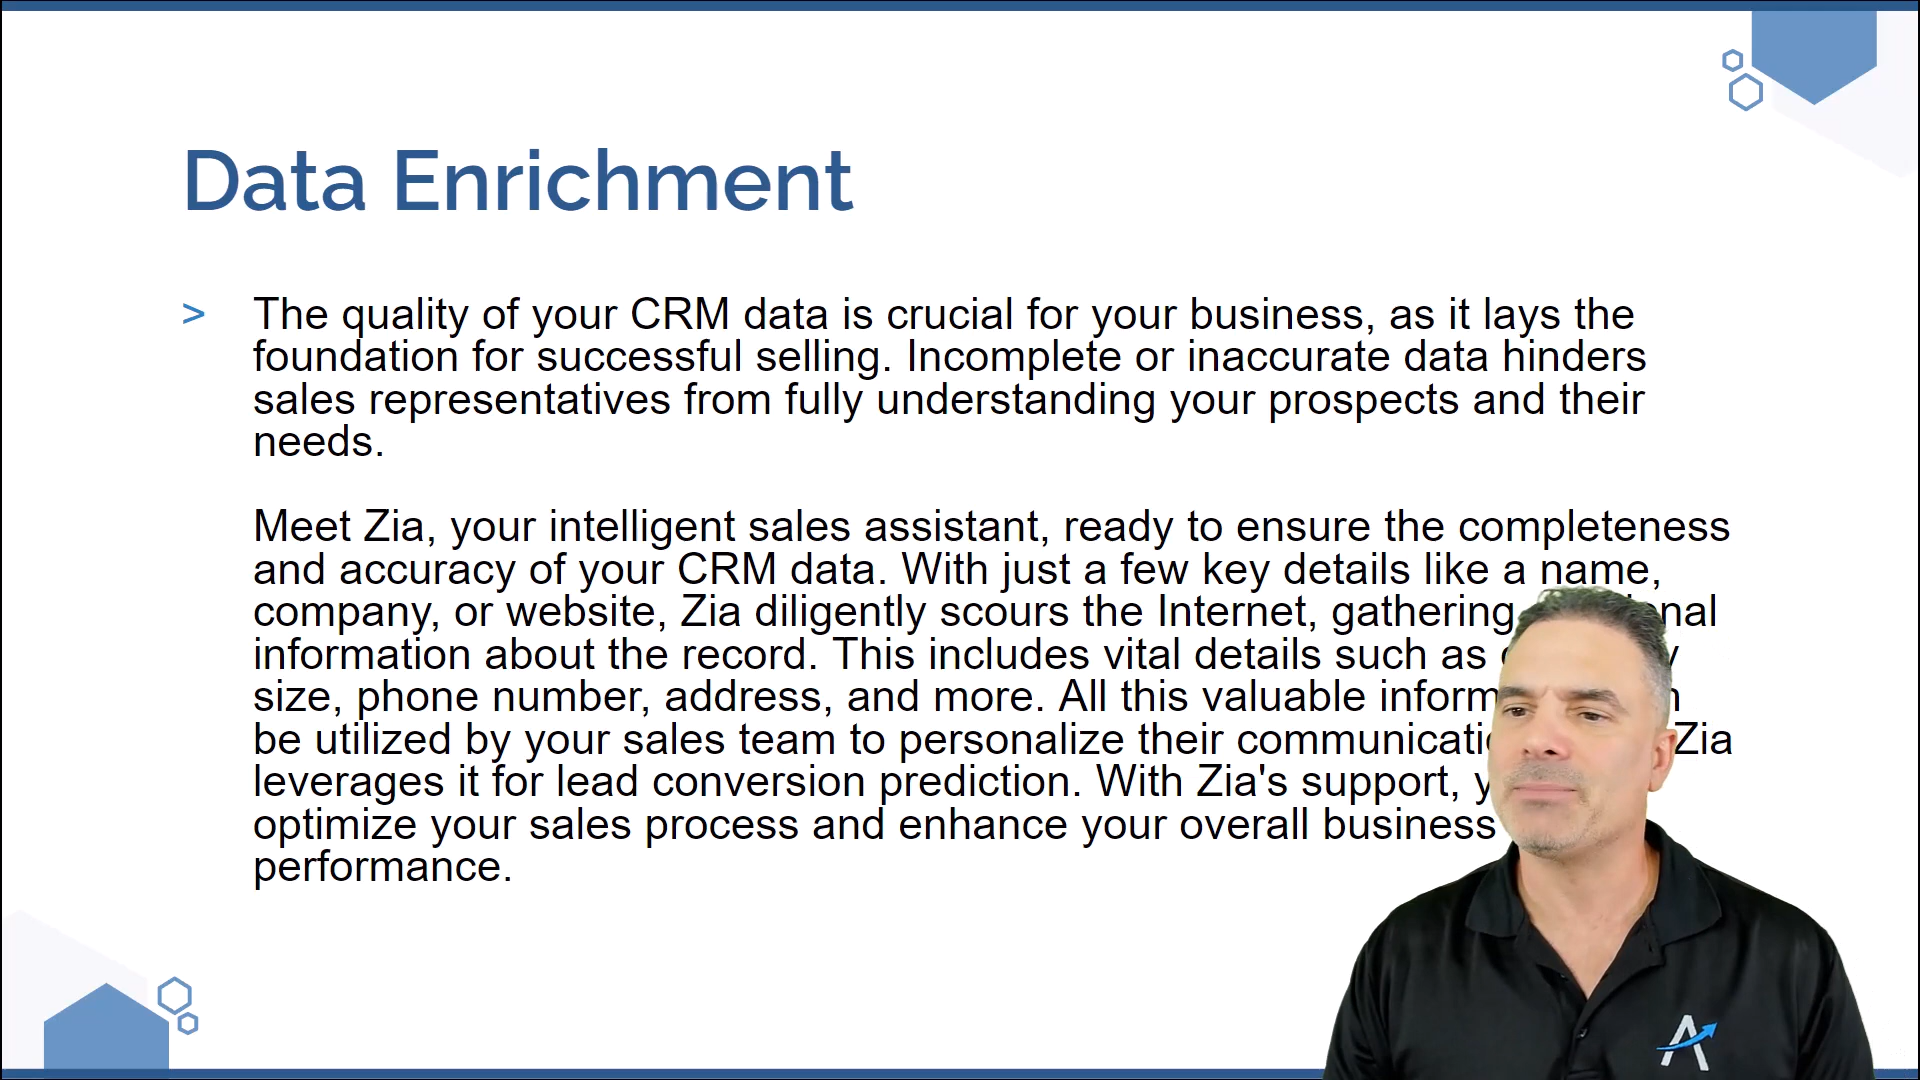 Data Enrichment
> The quality of your CRM data is crucial for your business, as it lays the
foundation for successful selling. Incomplete or inaccurate data hinders
sales representatives from fully understanding your prospects and their
needs.
Meet Zia, your intelligent sales assistant, ready to ensure the completeness
and accuracy of your CRM data. With just a few key details like a name,
company, or website, Zia diligently scours the Internet, gathering
information about the record. This includes vital details such as
size, phone number, address, and more. All this valuable
be utilized by your sales team to personalize their Zia
leverages it for lead conversion prediction. With Zia's support,
optimize your sales process and enhance your overall business
performance.